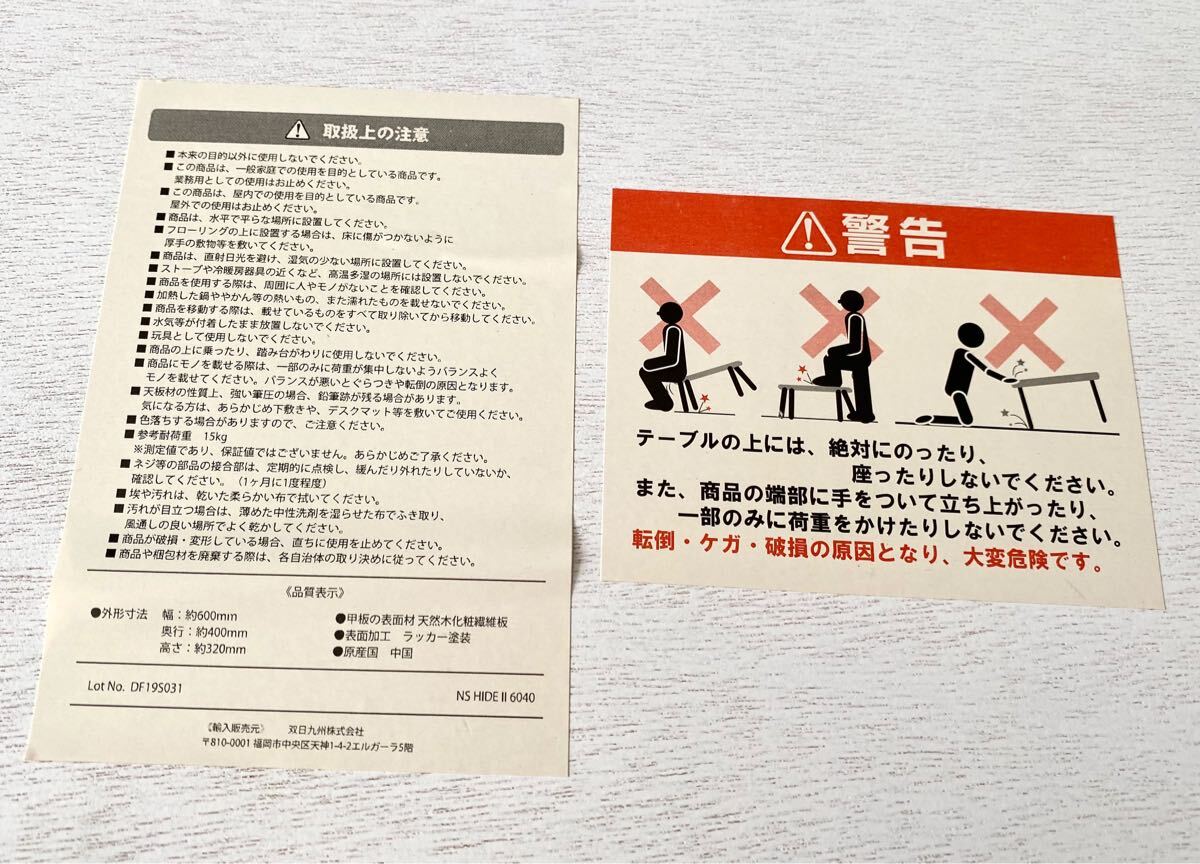 取扱上の注意
■本来の目的以外に使用しないでください。
■この商品は、一般家庭での使用を目的としている商品です。
業務用としての使用はお止めください。
■この商品は、屋内での使用を目的としている商品です。
屋外での使用はお止めください。
■商品は、水平で平らな場所に設置してください。
■フローリングの上に設置する場合は、床に傷がつかないように
厚手の敷物等を敷いてください。
■商品は、直射日光を避け、湿気の少ない場所に設置してください。
■ストーブや冷暖房器具の近くなど、高温多湿の場所には設置しないでください。
■商品を使用する際は、周囲に人やモノがないことを確認してください。
■加熱した鍋ややかん等の熱いもの、また濡れたものを載せないでください。
■商品を移動する際は、載せているものをすべて取り除いてから移動してください。
■水気等が付着したまま放置しないでください。
■玩具として使用しないでください。
■商品の上に乗ったり、踏み台がわりに使用しないでください。
■商品にモノを載せる際は、一部のみに荷重が集中しないようバランスよく
モノを載せてください。バランスが悪いとぐらつきや転倒の原因となります。
■天板材の性質上、強い筆圧の場合、鉛筆跡が残る場合があります。
気になる方は、あらかじめ下敷きや、デスクマット等を敷いてご使用ください。
■色落ちする場合がありますので、ご注意ください。
■参考耐荷重 15kg
※測定値であり、保証値ではございません。あらかじめご了承ください。
■ネジ等の部品の接合部は、定期的に点検し、緩んだり外れたりしていないか、
確認してください。（1ヶ月に1度程度）
■埃や汚れは、乾いた柔らかい布で拭いてください。
■汚れが目立つ場合は、薄めた中性洗剤を湿らせた布でふき取り、
風通しの良い場所でよく乾かしてください。
■商品が破損・変形している場合、直ちに使用を止めてください。
■商品や梱包材を廃棄する際は、各自治体の取り決めに従ってください。
《品質表示》
●外形寸法 幅：約600mm
奥行：約400mm
高さ：約320mm
●甲板の表面材 天然木化粧繊維板
●表面加工 ラッカー塗装
●原産国 中国
Lot No. DF19S031
NS HIDE II 6040
《輸入販売元》 双日九州株式会社
〒810-0001 福岡市中央区天神1-4-2エルガーラ5階
警告
テーブルの上には、絶対にのったり、
座ったりしないでください。
また、商品の端部に手をついて立ち上がったり、
一部のみに荷重をかけたりしないでください。
転倒・ケガ・破損の原因となり、大変危険です。